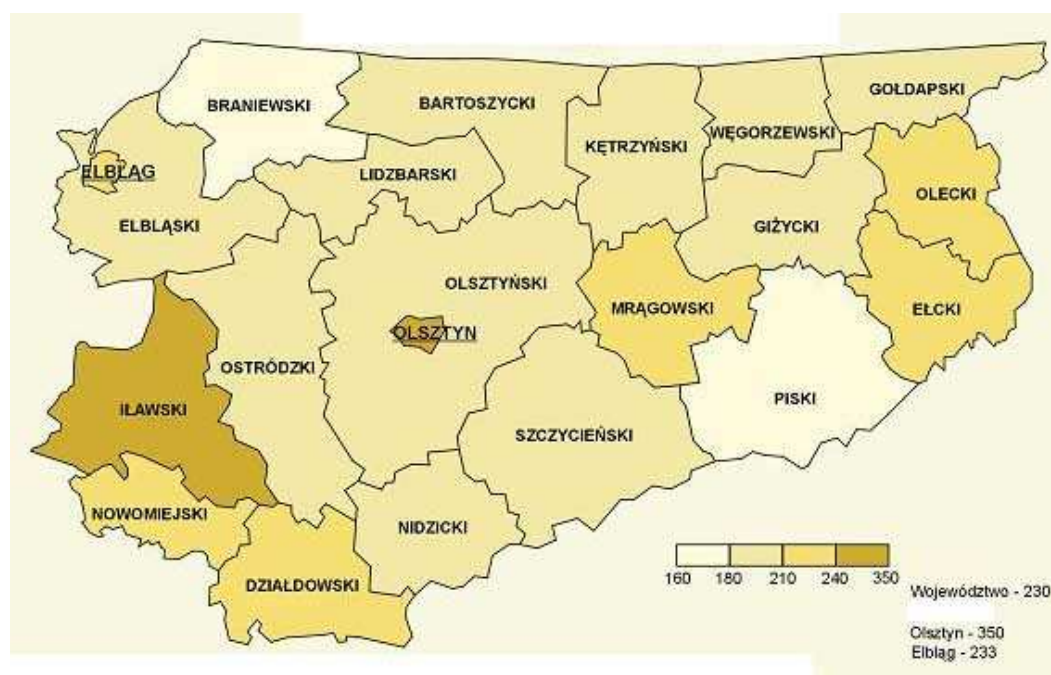 BRANIEWSKI
BARTOSZYCKI
GOŁDAPSKI
WĘGORZEWSKI
KĘTRZYŃSKI
ELBLĄG
LIDZBARSKI
OLECKI
ELBLĄSKI
GIŻYCKI
OLSZTYŃSKI
MRĄGOWSKI
EŁCKI
OLSZTYN
OSTRÓDZKI
PISKI
IŁAWSKI
SZCZYCIEŃSKI
NOWOMIEJSKI
NIDZICKI
DZIAŁDOWSKI
160 180 210 240 350
Województwo - 230
Olsztyn - 350
Elbląg - 233